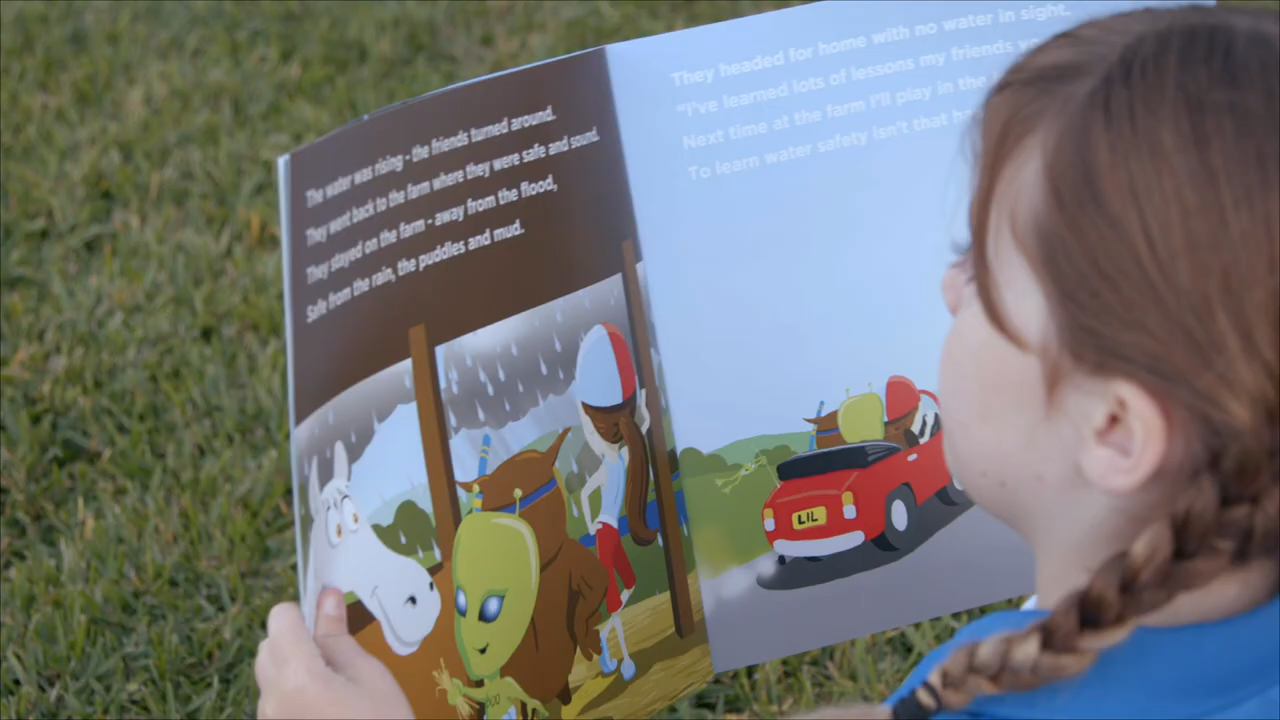 The water was rising - the friends turned around.
They went back to the farm where they were safe and sound.
They stayed on the farm - away from the flood,
Safe from the rain, the puddles and mud.
They headed for home with no water in sight.
"I've learned lots of lessons my friends
Next time at the farm I'll play in the
To learn water safety isn't that
LIL